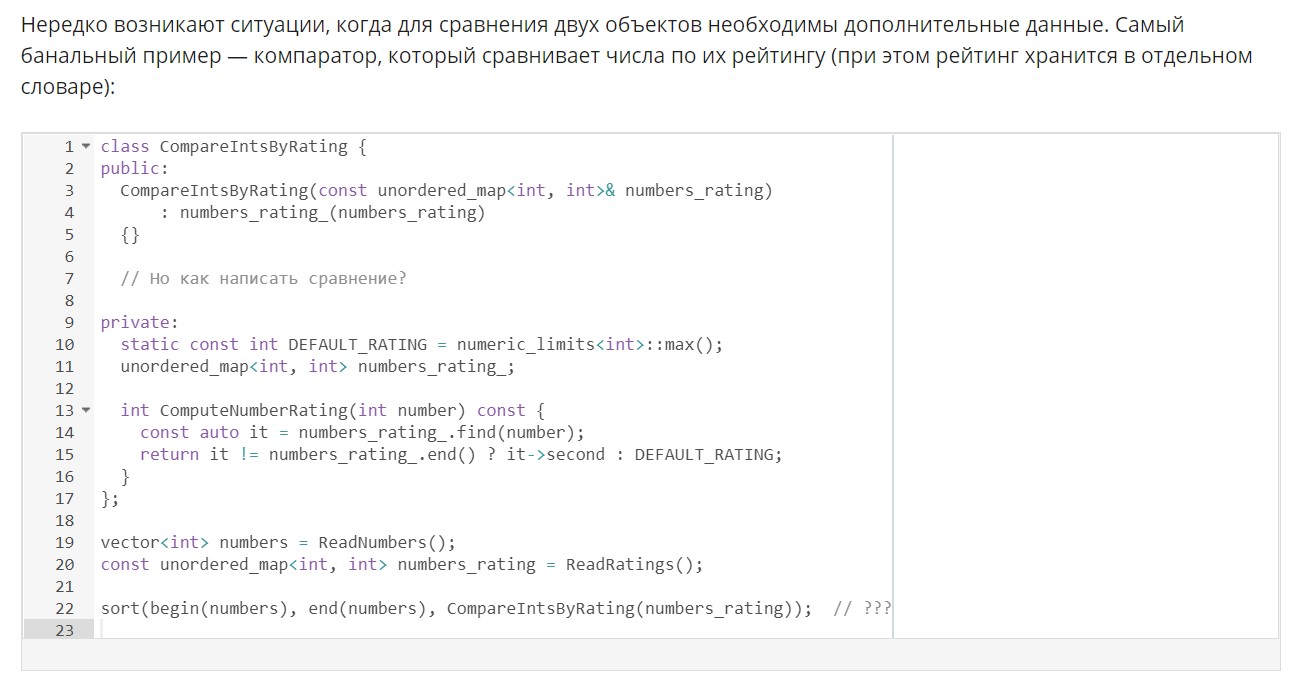 Нередко возникают ситуации, когда для сравнения двух объектов необходимы дополнительные данные. Самый
банальный пример — компаратор, который сравнивает числа по их рейтингу (при этом рейтинг хранится в отдельном
словаре):
1 class CompareIntsByRating {
2 public:
3   CompareIntsByRating(const unordered_map<int, int>& numbers_rating)
4       : numbers_rating_(numbers_rating)
5   {}
6
7   // Но как написать сравнение?
8
9 private:
10   static const int DEFAULT_RATING = numeric_limits<int>::max();
11   unordered_map<int, int> numbers_rating_;
12
13   int ComputeNumberRating(int number) const {
14     const auto it = numbers_rating_.find(number);
15     return it != numbers_rating_.end() ? it->second : DEFAULT_RATING;
16   }
17 };
18
19 vector<int> numbers = ReadNumbers();
20 const unordered_map<int, int> numbers_rating = ReadRatings();
21
22 sort(begin(numbers), end(numbers), CompareIntsByRating(numbers_rating));  // ???
23